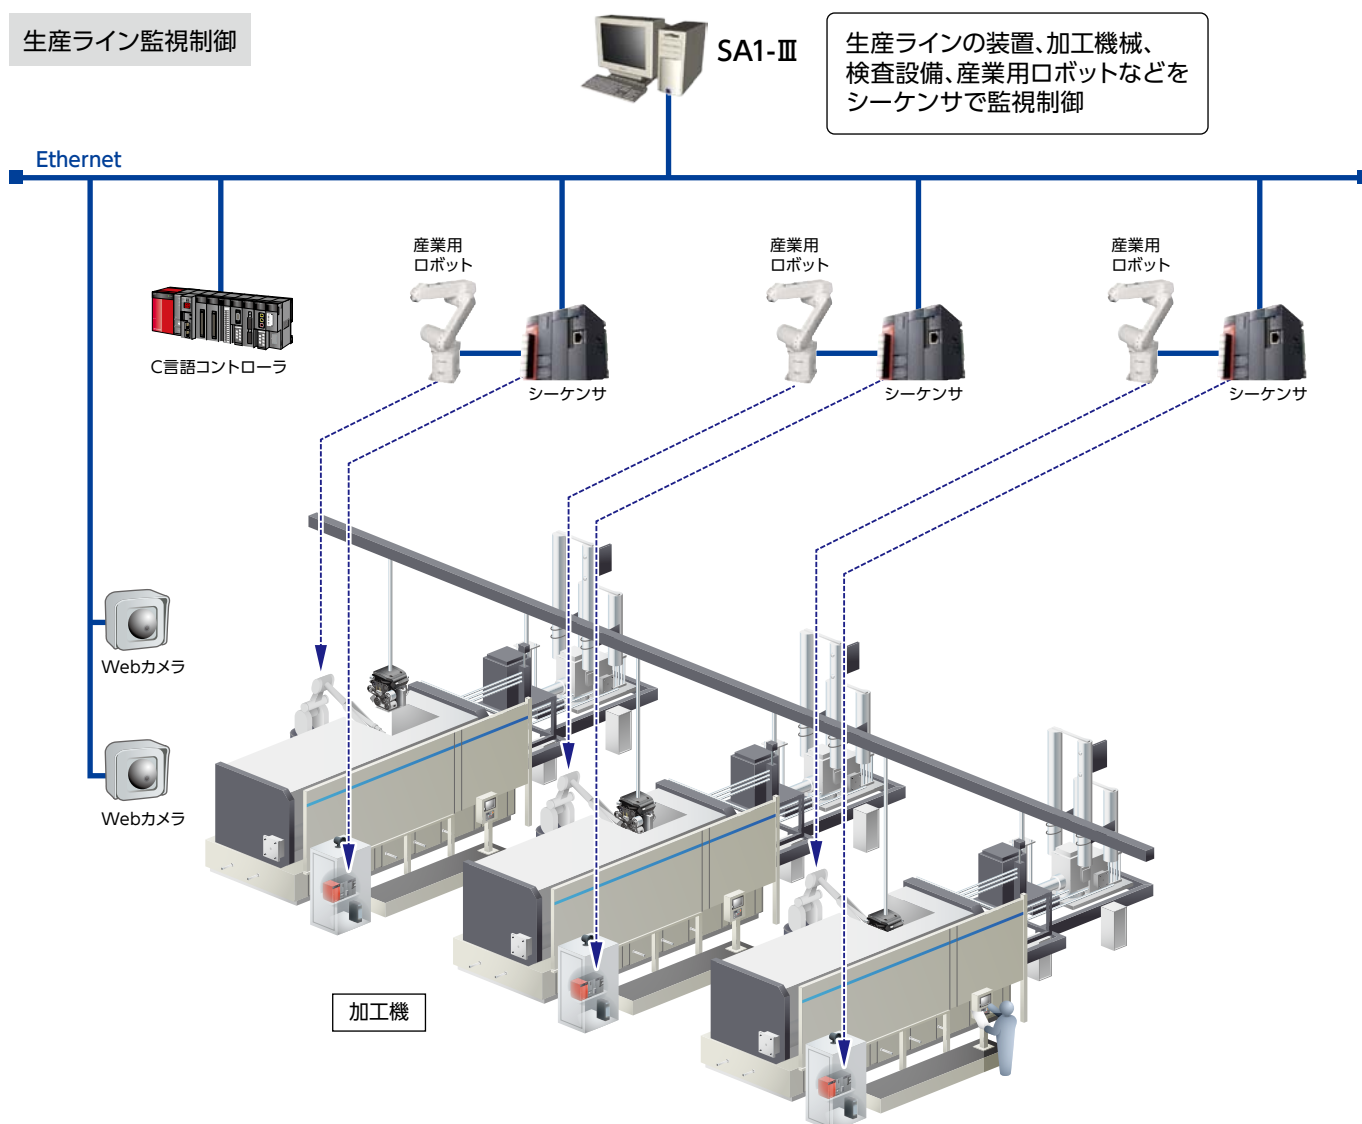 生産ライン監視制御
SA1-Ⅲ
生産ラインの装置、加工機械、
検査設備、産業用ロボットなどを
シーケンサで監視制御
Ethernet
産業用
ロボット
産業用
ロボット
産業用
ロボット
C言語コントローラ
シーケンサ
シーケンサ
シーケンサ
Webカメラ
Webカメラ
加工機